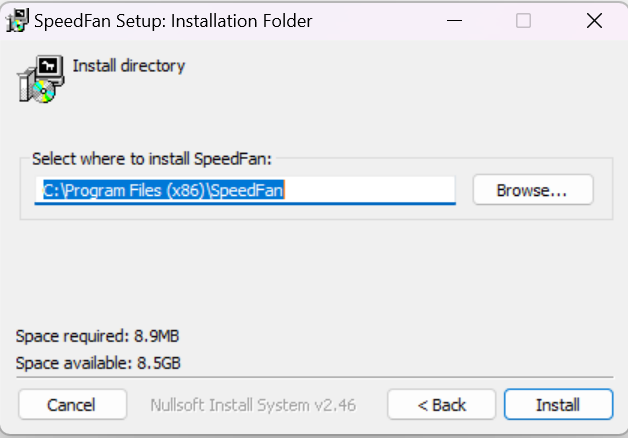 SpeedFan Setup: Installation Folder
Install directory
Select where to install SpeedFan:
C:\Program Files (x86)\SpeedFan
Browse...
Space required: 8.9MB
Space available: 8.5GB
Cancel
Nullsoft Install System v2.46
< Back
Install